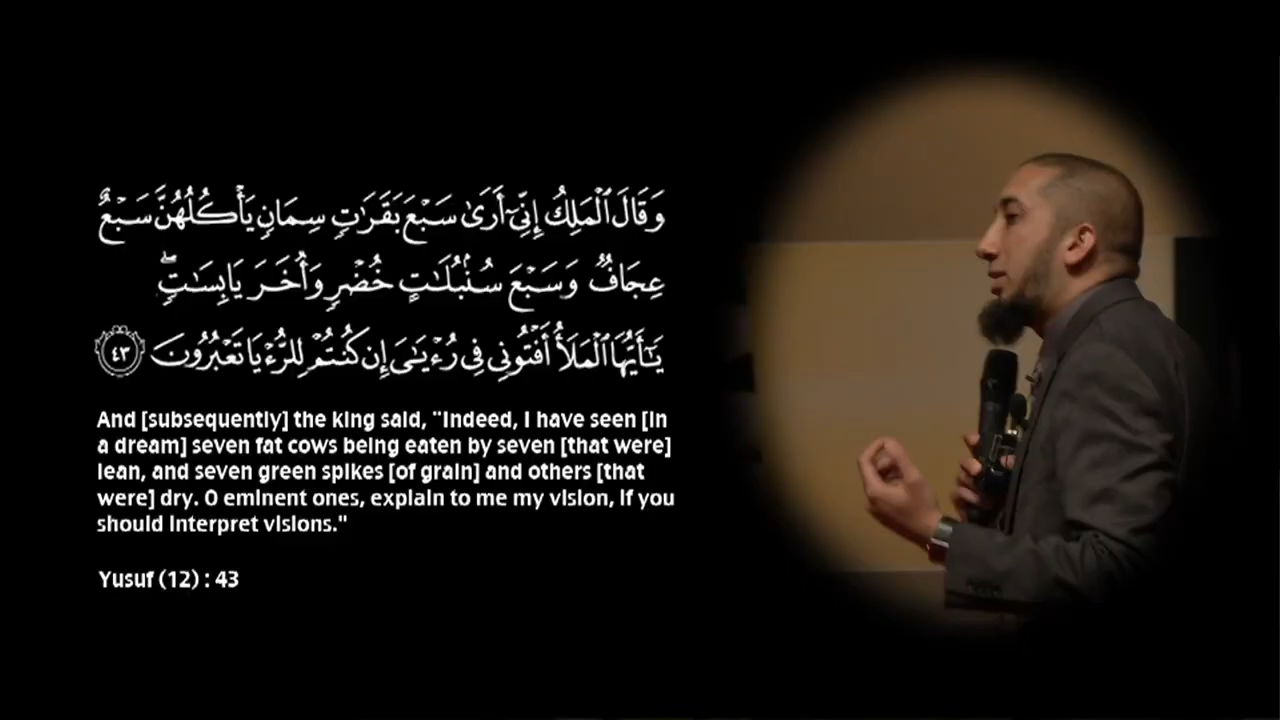 وَقَالَ ٱلْمَلِكُ إِنِّىٓ أَرَىٰ سَبْعَ بَقَرَٰتٍ سِمَانٍ يَأْكُلُهُنَّ سَبْعٌ
عِجَافٌ وَسَبْعَ سُنۢبُلَٰتٍ خُضْرٍ وَأُخَرَ يَابِسَٰتٍ ۖ
يَٰٓأَيُّهَا ٱلْمَلَأُ أَفْتُونِى فِى رُءْيَٰىَ إِن كُنتُمْ لِلرُّءْيَا تَعْبُرُونَ ٤٣
And [subsequently] the king said, "Indeed, I have seen [in
a dream] seven fat cows being eaten by seven [that were]
lean, and seven green spikes [of grain] and others [that
were] dry. O eminent ones, explain to me my vision, if you
should interpret visions."
Yusuf (12) : 43